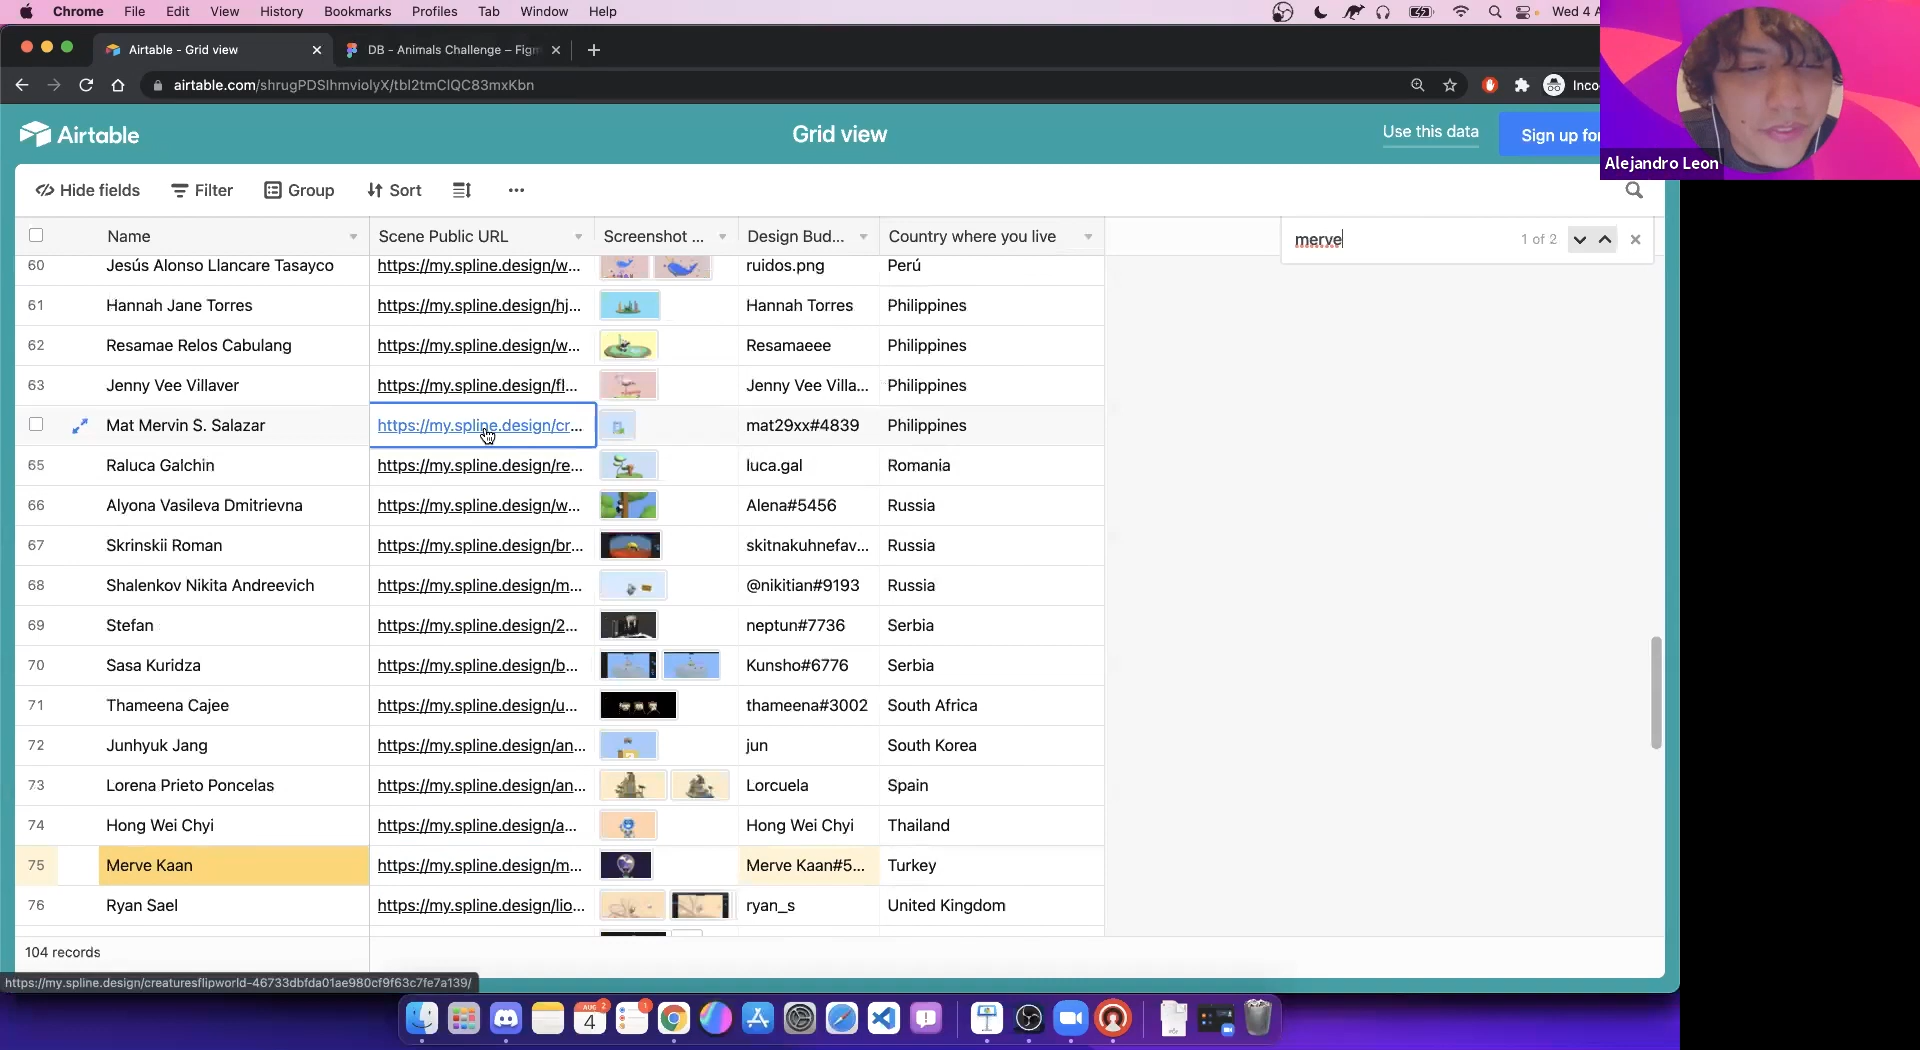 Chrome File Edit View History Bookmarks Profiles Tab Window Help Wed 4 A
Airtable - Grid view DB - Animals Challenge – Figm
airtable.com/shrugPDSIhmviolyX/tbl2tmClQC83mxKbn Inco
Alejandro Leon
Airtable Grid view Use this data Sign up for
Hide fields Filter Group Sort
merve 1 of 2
Name Scene Public URL Screenshot ... Design Bud... Country where you live
60 Jesús Alonso Llancare Tasayco https://my.spline.design/w... ruidos.png Perú
61 Hannah Jane Torres https://my.spline.design/hj... Hannah Torres Philippines
62 Resamae Relos Cabulang https://my.spline.design/w... Resamaeee Philippines
63 Jenny Vee Villaver https://my.spline.design/fl... Jenny Vee Villa... Philippines
Mat Mervin S. Salazar https://my.spline.design/cr... mat29xx#4839 Philippines
65 Raluca Galchin https://my.spline.design/re... luca.gal Romania
66 Alyona Vasileva Dmitrievna https://my.spline.design/w... Alena#5456 Russia
67 Skrinskii Roman https://my.spline.design/br... skitnakuhnefav... Russia
68 Shalenkov Nikita Andreevich https://my.spline.design/m... @nikitian#9193 Russia
69 Stefan https://my.spline.design/2... neptun#7736 Serbia
70 Sasa Kuridza https://my.spline.design/b... Kunsho#6776 Serbia
71 Thameena Cajee https://my.spline.design/u... thameena#3002 South Africa
72 Junhyuk Jang https://my.spline.design/an... jun South Korea
73 Lorena Prieto Poncelas https://my.spline.design/an... Lorcuela Spain
74 Hong Wei Chyi https://my.spline.design/a... Hong Wei Chyi Thailand
75 Merve Kaan https://my.spline.design/m... Merve Kaan#5... Turkey
76 Ryan Sael https://my.spline.design/lio... ryan_s United Kingdom
104 records
https://my.spline.design/creaturesflipworld-46733dbfda01ae980cf9f63c7fe7a139/
AUG 2 1
4